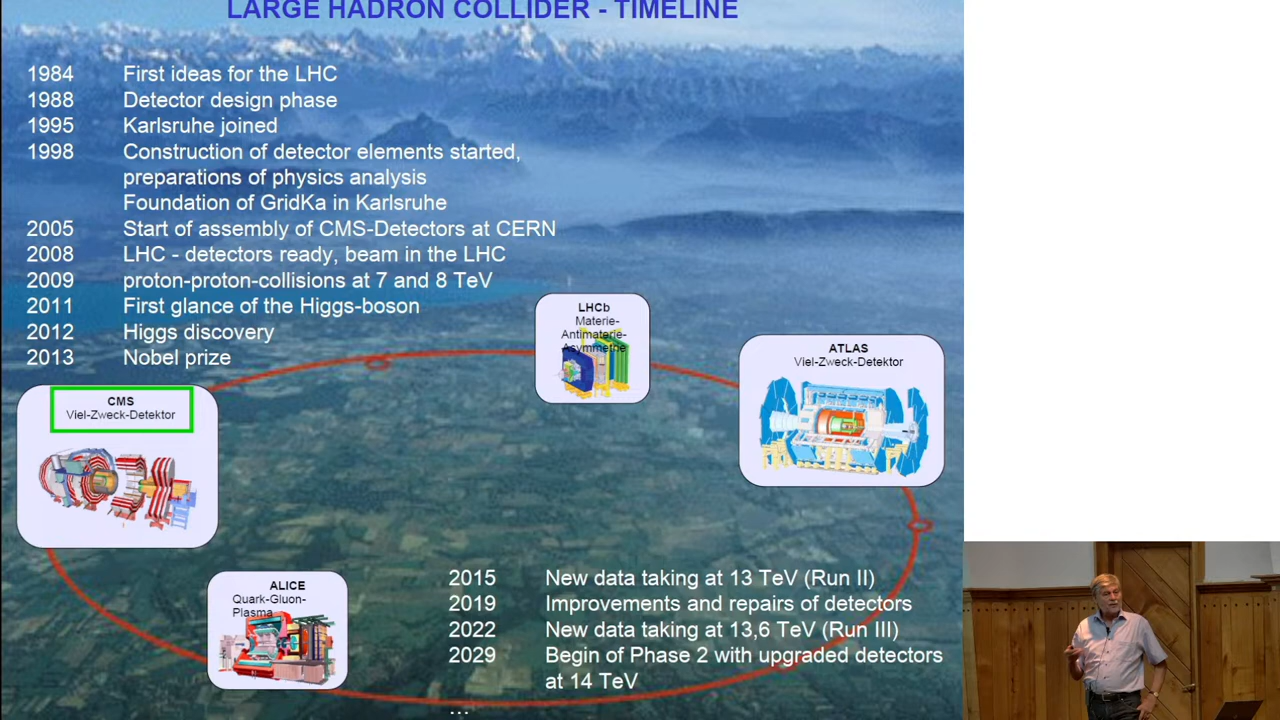 LARGE HADRON COLLIDER - TIMELINE
1984 First ideas for the LHC
1988 Detector design phase
1995 Karlsruhe joined
1998 Construction of detector elements started,
preparations of physics analysis
Foundation of GridKa in Karlsruhe
2005 Start of assembly of CMS-Detectors at CERN
2008 LHC - detectors ready, beam in the LHC
2009 proton-proton-collisions at 7 and 8 TeV
2011 First glance of the Higgs-boson
2012 Higgs discovery
2013 Nobel prize
LHCb
Materie-
Antimaterie-
Asymmetrie
ATLAS
Viel-Zweck-Detektor
CMS
Viel-Zweck-Detektor
ALICE
Quark-Gluon-
Plasma
2015 New data taking at 13 TeV (Run II)
2019 Improvements and repairs of detectors
2022 New data taking at 13,6 TeV (Run III)
2029 Begin of Phase 2 with upgraded detectors
at 14 TeV
...